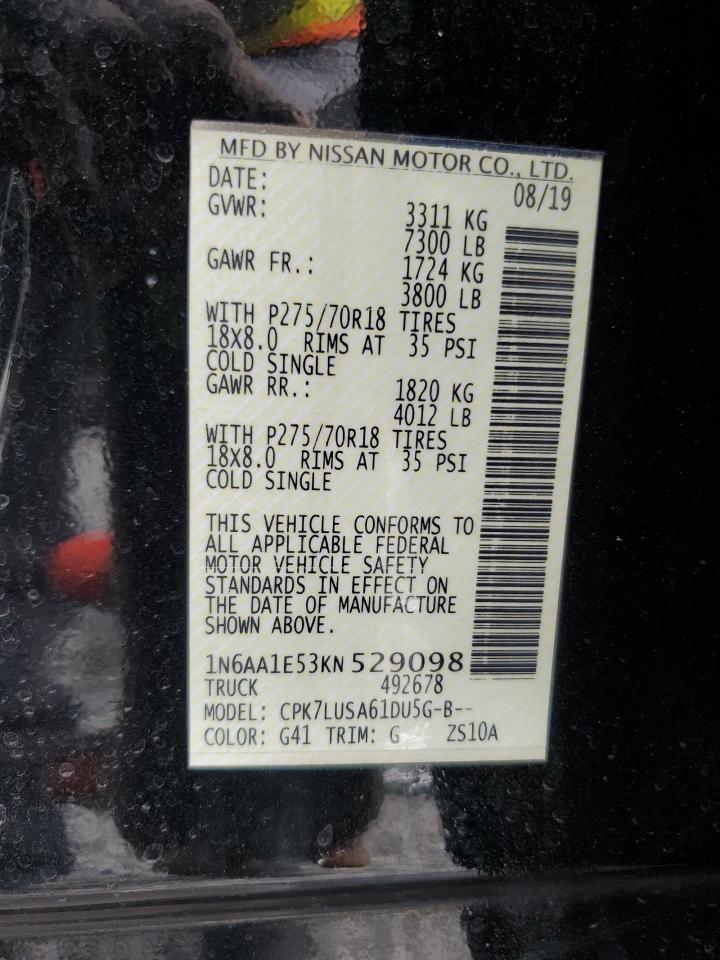 MFD BY NISSAN MOTOR CO., LTD.
DATE: 08/19
GVWR: 3311 KG
7300 LB
GAWR FR.: 1724 KG
3800 LB
WITH P275/70R18 TIRES
18X8.0 RIMS AT 35 PSI
COLD SINGLE
GAWR RR.: 1820 KG
4012 LB
WITH P275/70R18 TIRES
18X8.0 RIMS AT 35 PSI
COLD SINGLE
THIS VEHICLE CONFORMS TO
ALL APPLICABLE FEDERAL
MOTOR VEHICLE SAFETY
STANDARDS IN EFFECT ON
THE DATE OF MANUFACTURE
SHOWN ABOVE.
1N6AA1E53KN529098
TRUCK 492678
MODEL: CPK7LUSA61DU5G-B--
COLOR: G41 TRIM: G ZS10A